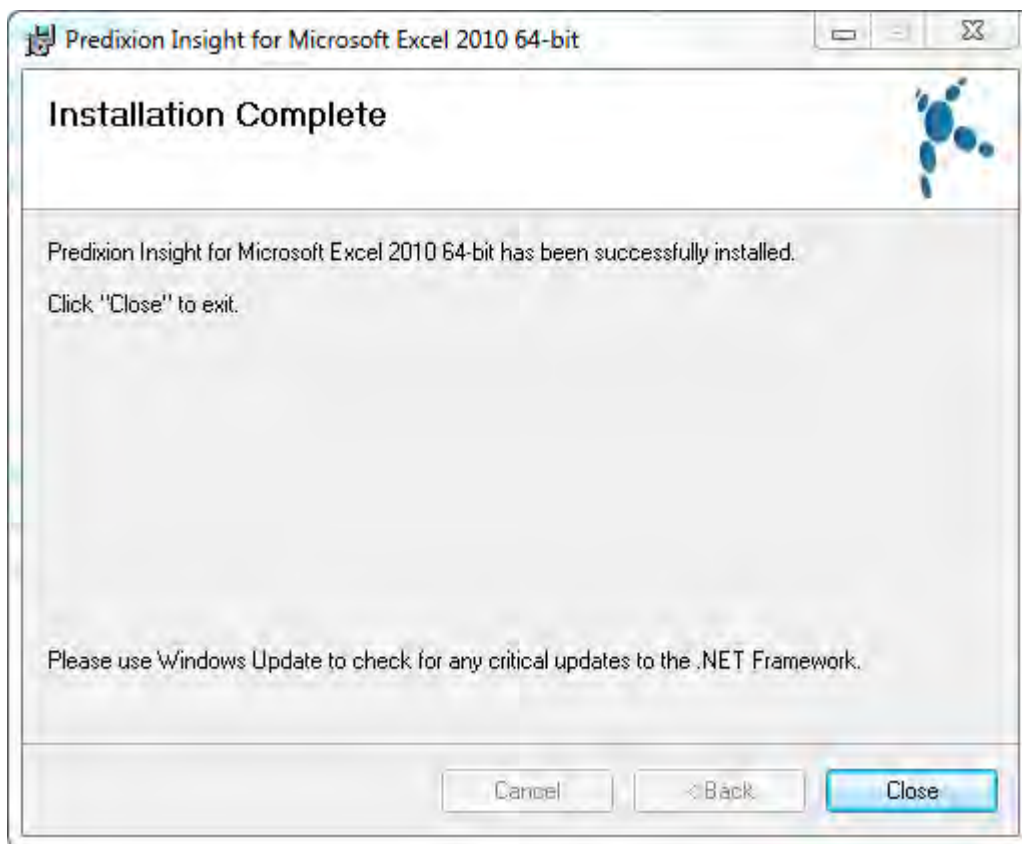 Predixion Insight for Microsoft Excel 2010 64-bit
Installation Complete
Predixion Insight for Microsoft Excel 2010 64-bit has been successfully installed.
Click "Close" to exit.
Please use Windows Update to check for any critical updates to the .NET Framework.
Cancel
< Back
Close